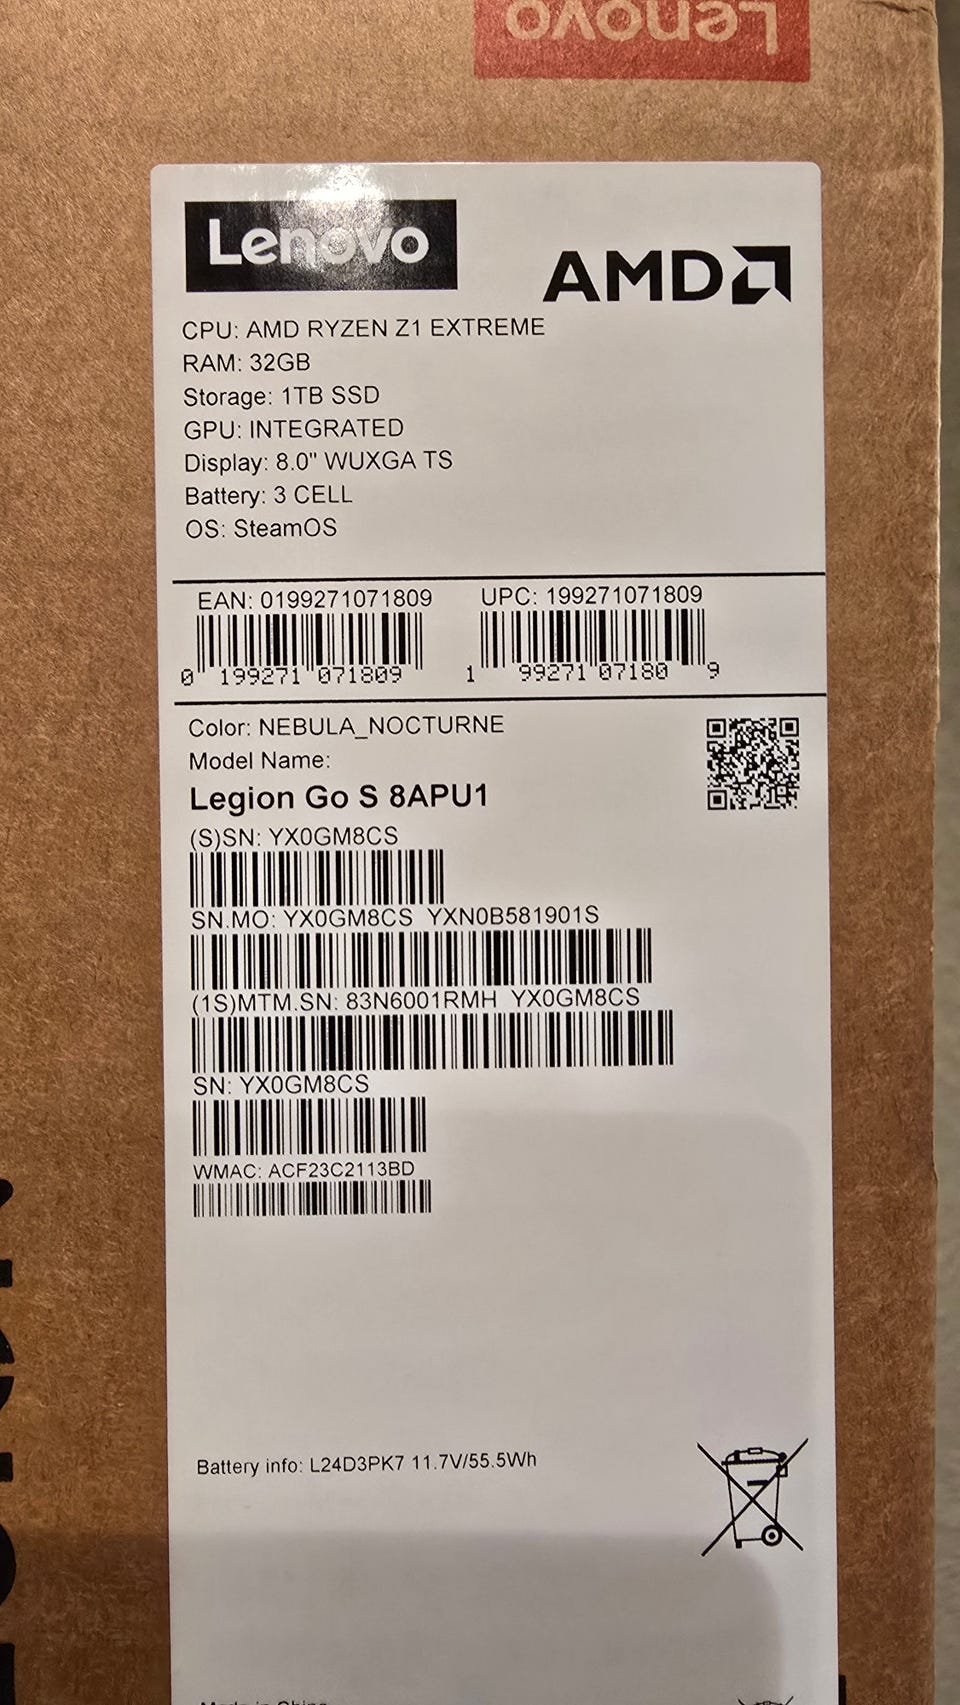 Lenovo
Lenovo
AMD
CPU: AMD RYZEN Z1 EXTREME
RAM: 32GB
Storage: 1TB SSD
GPU: INTEGRATED
Display: 8.0" WUXGA TS
Battery: 3 CELL
OS: SteamOS
EAN: 0199271071809
UPC: 199271071809
0 199271 071809
1 99271 07180 9
Color: NEBULA_NOCTURNE
Model Name:
Legion Go S 8APU1
(S)SN: YX0GM8CS
SN.MO: YX0GM8CS YXN0B581901S
(1S)MTM.SN: 83N6001RMH YX0GM8CS
SN: YX0GM8CS
WMAC: ACF23C2113BD
Battery info: L24D3PK7 11.7V/55.5Wh
Made in China